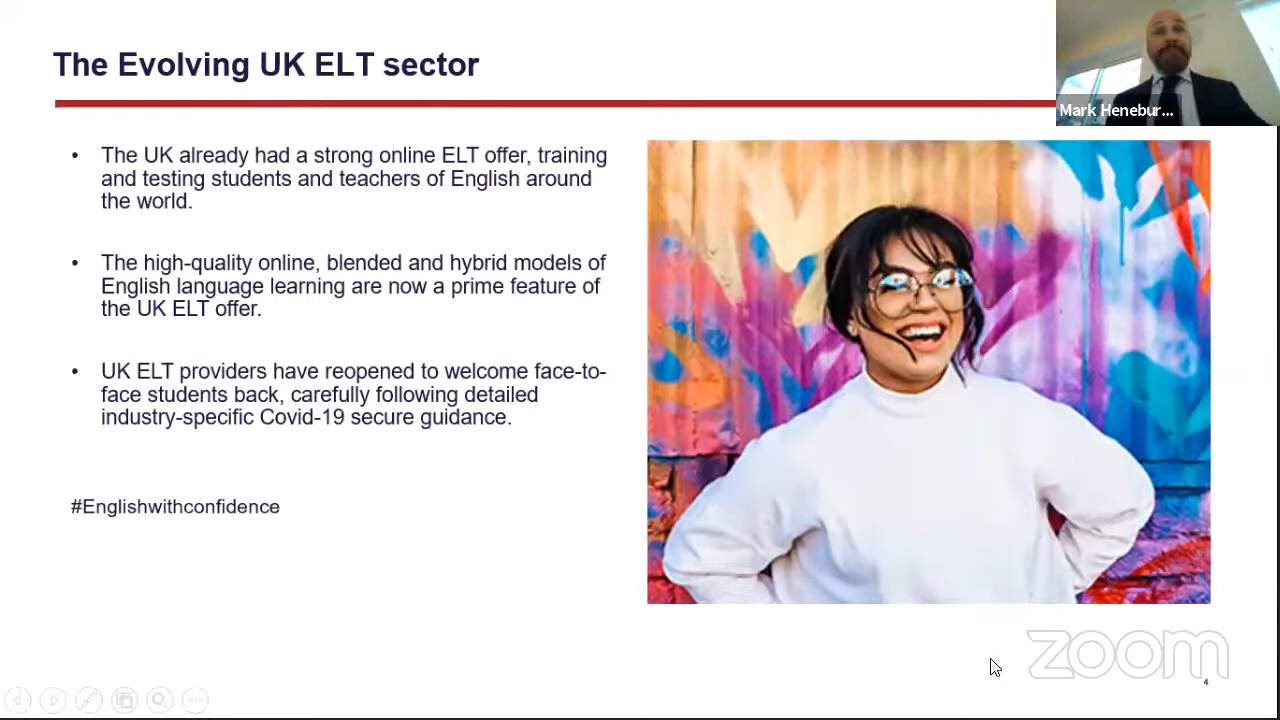 The Evolving UK ELT sector
Mark Henebur...
• The UK already had a strong online ELT offer, training
and testing students and teachers of English around
the world.
• The high-quality online, blended and hybrid models of
English language learning are now a prime feature of
the UK ELT offer.
• UK ELT providers have reopened to welcome face-to-
face students back, carefully following detailed
industry-specific Covid-19 secure guidance.
#Englishwithconfidence
zoom
4